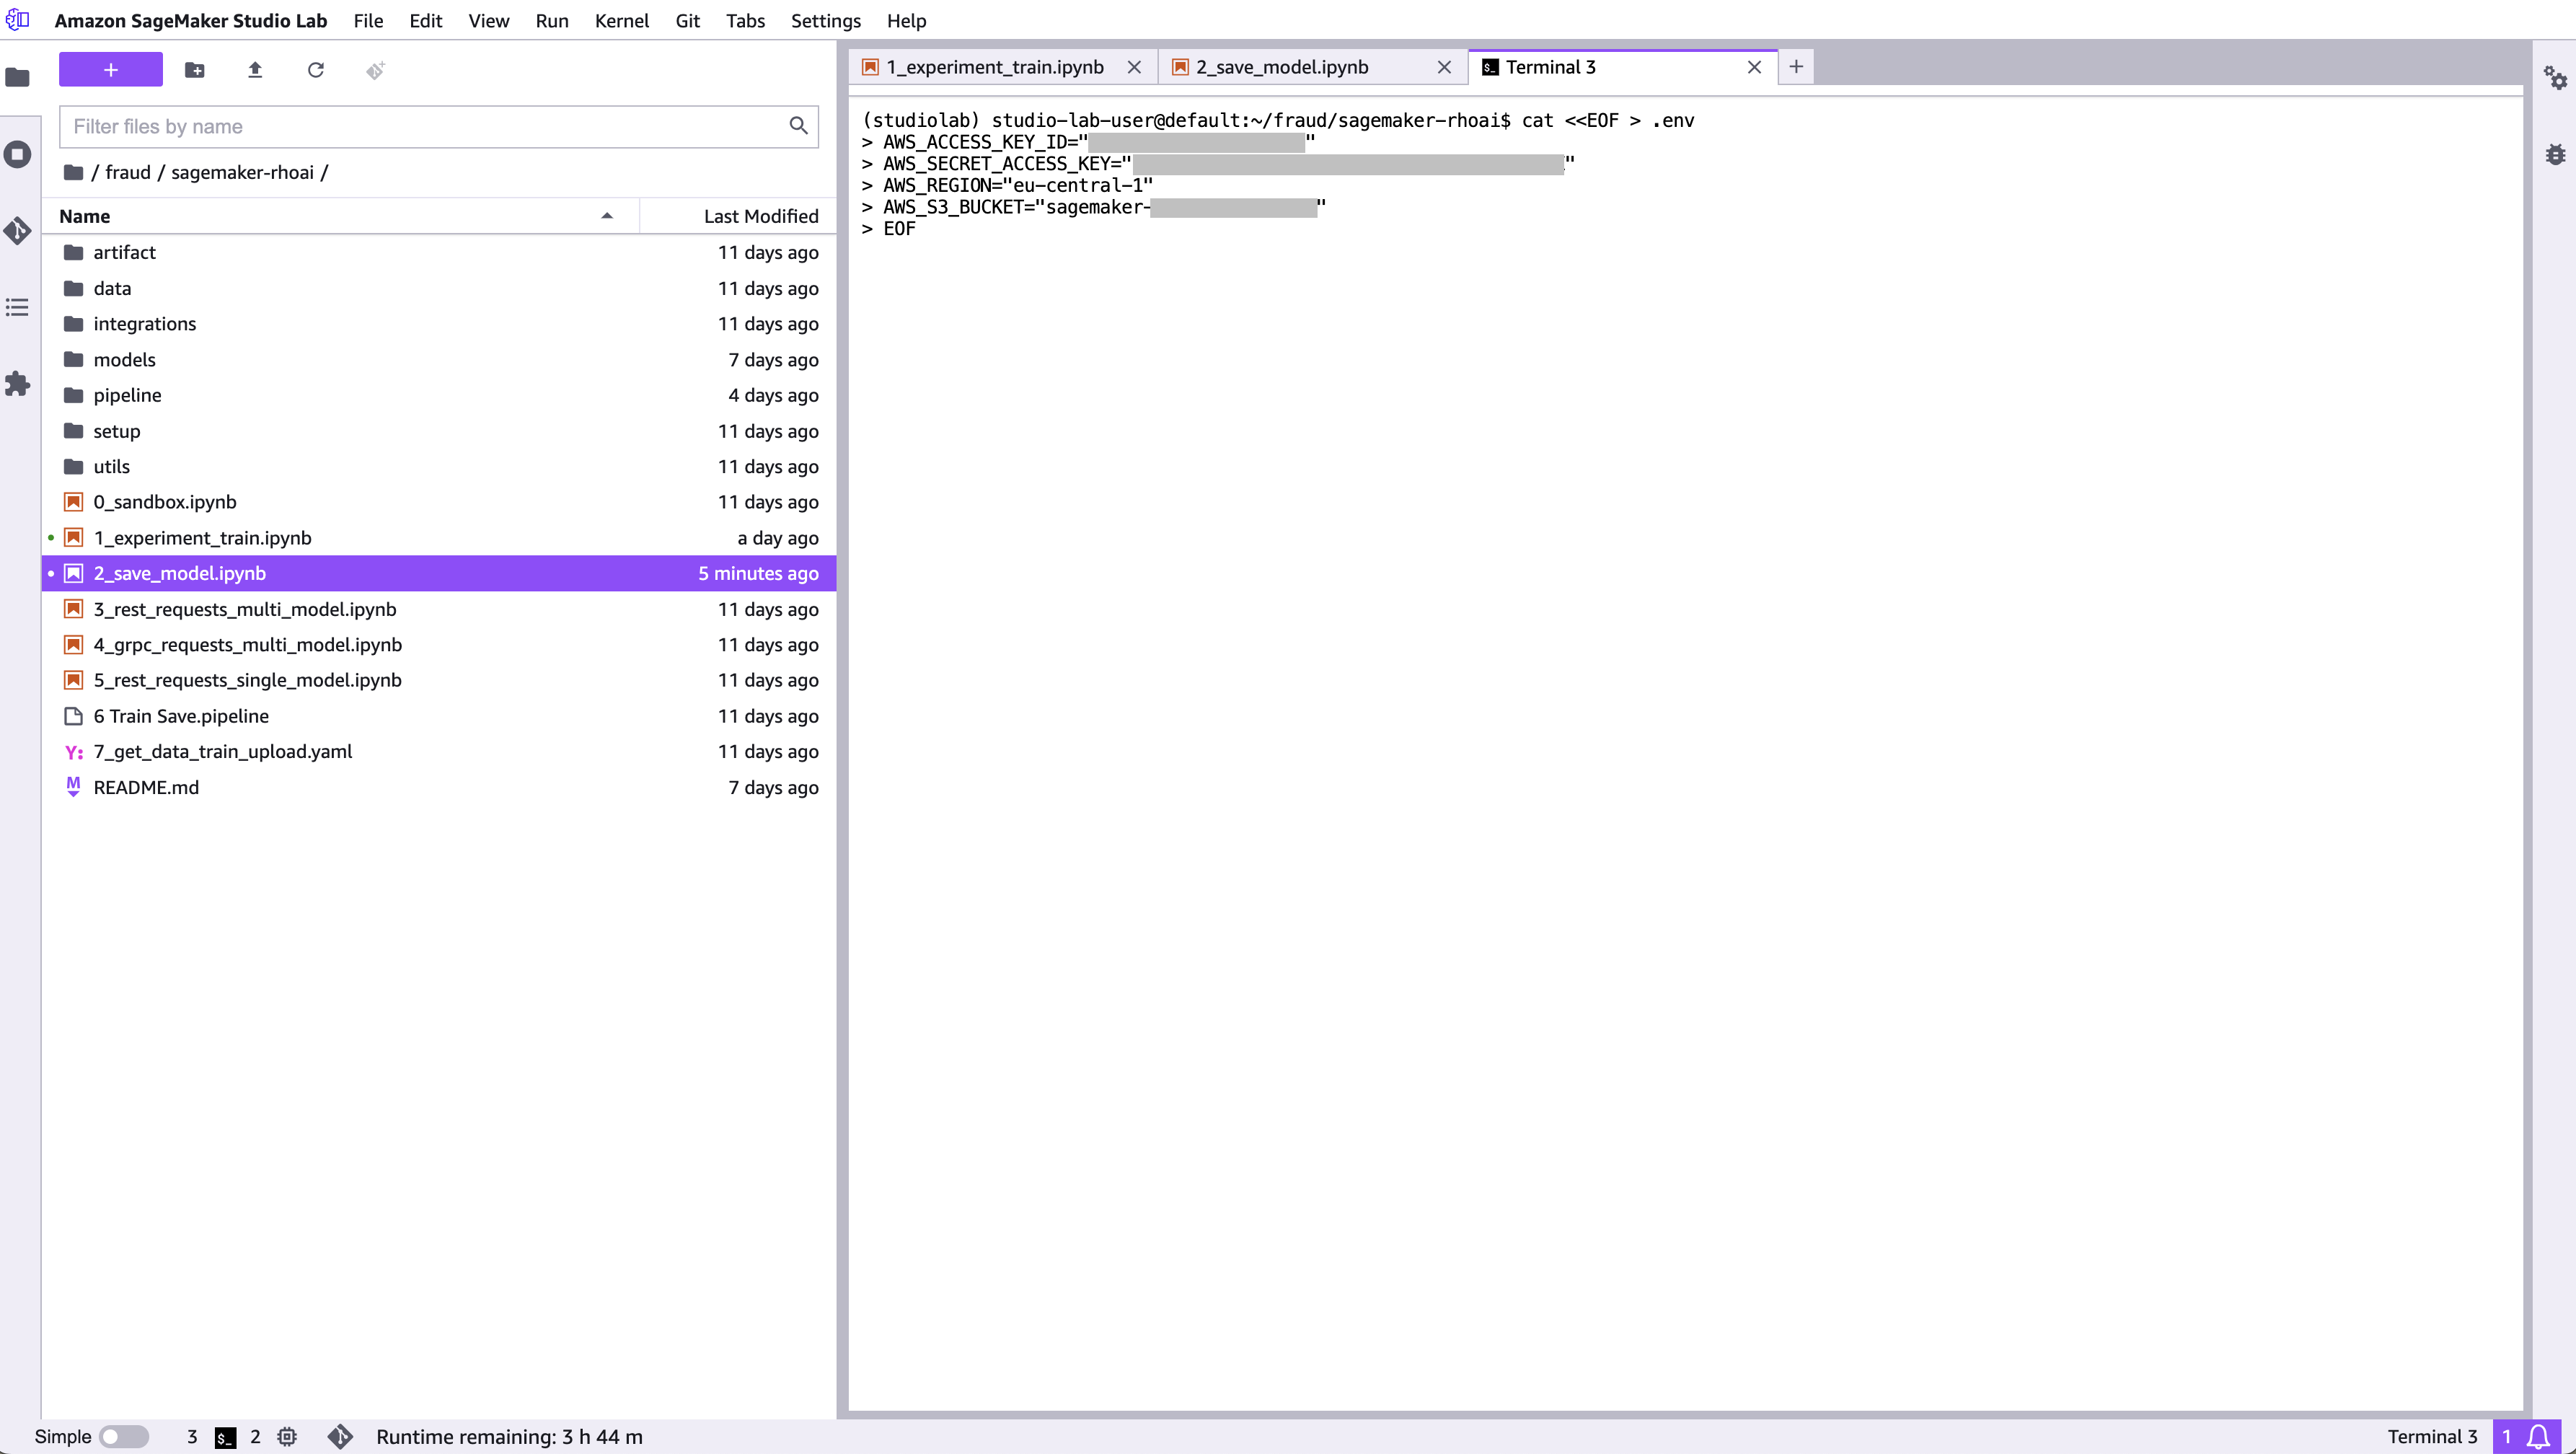 Amazon SageMaker Studio Lab File Edit View Run Kernel Git Tabs Settings Help
Filter files by name
/ fraud / sagemaker-rhoai /
Name Last Modified
artifact 11 days ago
data 11 days ago
integrations 11 days ago
models 7 days ago
pipeline 4 days ago
setup 11 days ago
utils 11 days ago
0_sandbox.ipynb 11 days ago
1_experiment_train.ipynb a day ago
2_save_model.ipynb 5 minutes ago
3_rest_requests_multi_model.ipynb 11 days ago
4_grpc_requests_multi_model.ipynb 11 days ago
5_rest_requests_single_model.ipynb 11 days ago
6 Train Save.pipeline 11 days ago
7_get_data_train_upload.yaml 11 days ago
README.md 7 days ago
1_experiment_train.ipynb 2_save_model.ipynb Terminal 3
(studiolab) studio-lab-user@default:~/fraud/sagemaker-rhoai$ cat <<EOF > .env
> AWS_ACCESS_KEY_ID=" "
> AWS_SECRET_ACCESS_KEY=" "
> AWS_REGION="eu-central-1"
> AWS_S3_BUCKET="sagemaker- "
> EOF
Simple 3 $_ 2 Runtime remaining: 3 h 44 m Terminal 3 1